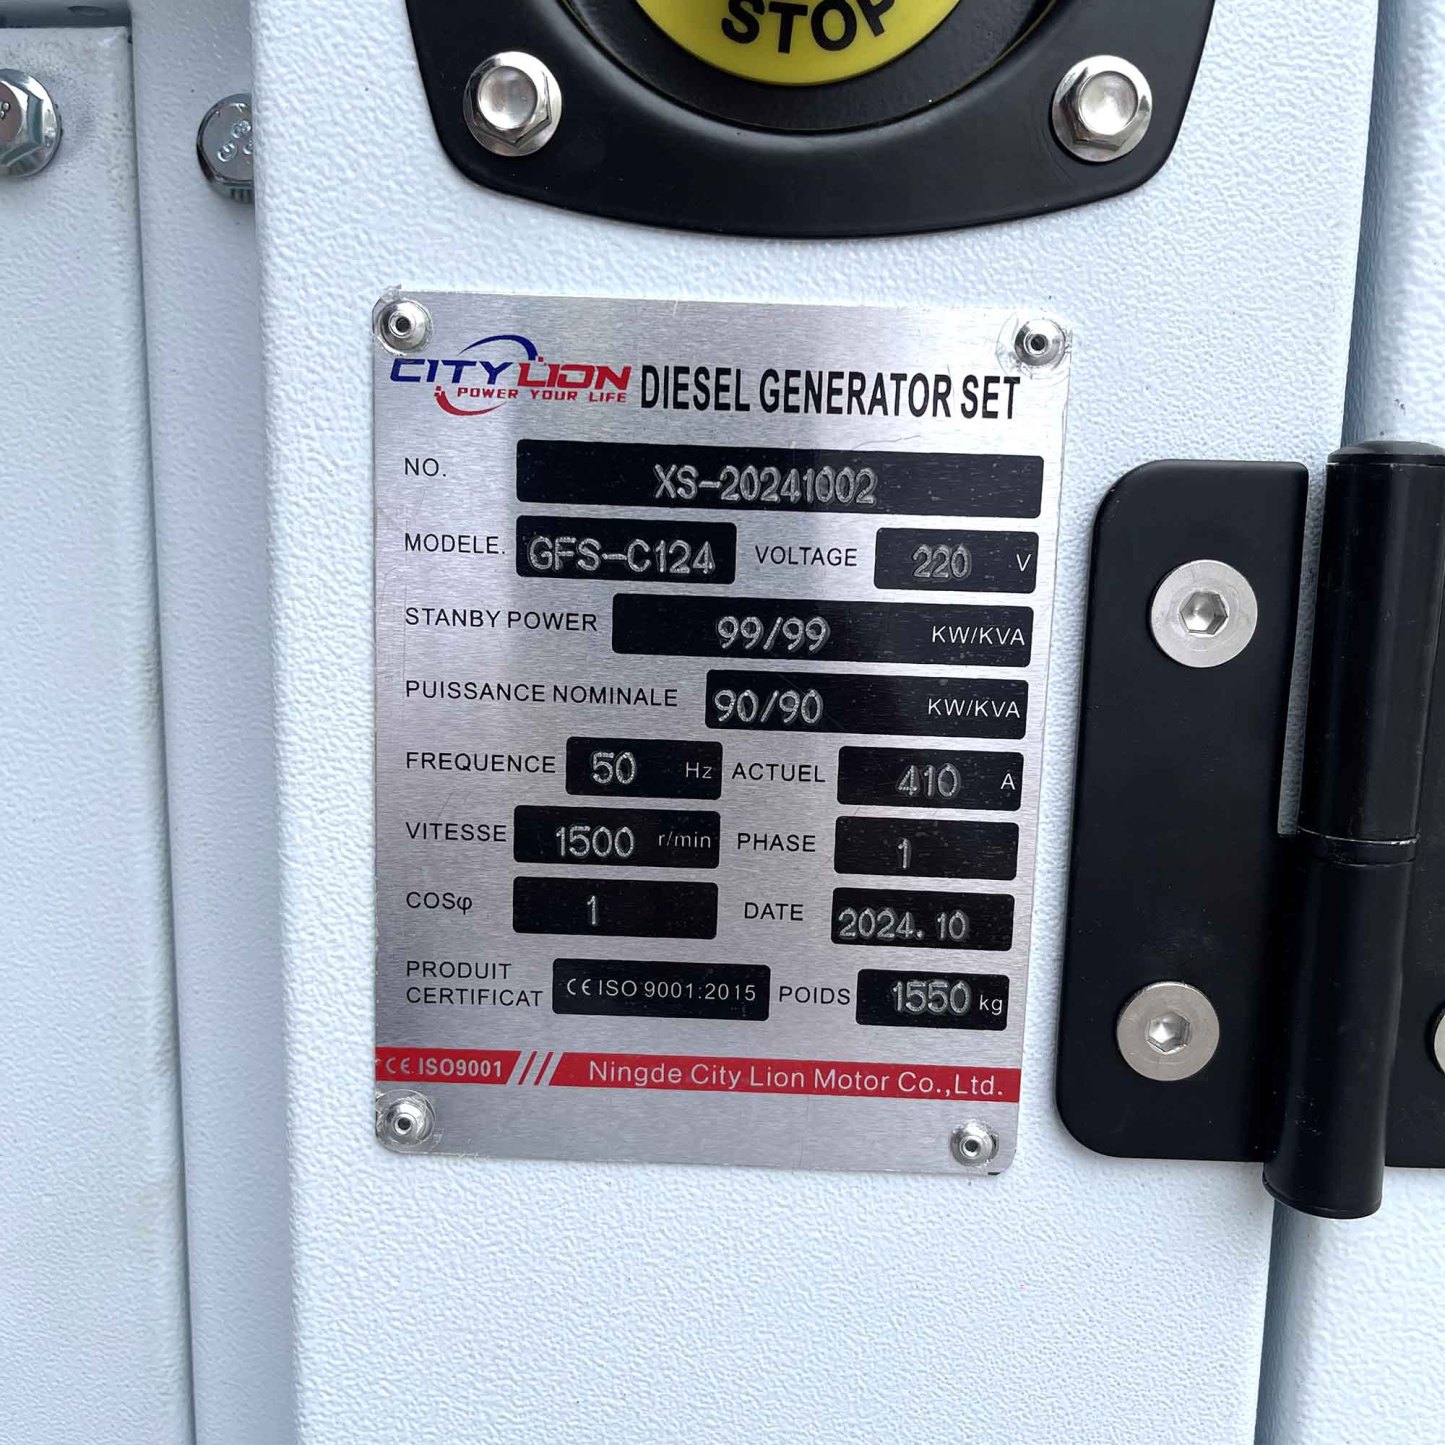 STOP
CITYLION DIESEL GENERATOR SET
POWER YOUR LIFE
NO. XS-20241002
MODELE. GFS-C124 VOLTAGE 220 V
STANBY POWER 99/99 KW/KVA
PUISSANCE NOMINALE 90/90 KW/KVA
FREQUENCE 50 Hz ACTUEL 410 A
VITESSE 1500 r/min PHASE 1
COSφ 1 DATE 2024.10
PRODUIT
CERTIFICAT CE ISO 9001:2015 POIDS 1550 kg
CE ISO9001 /// Ningde City Lion Motor Co.,Ltd.